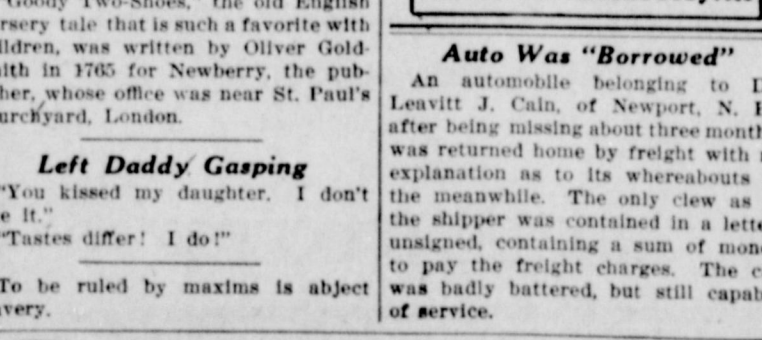 "Goody Two-Shoes," the old English
rsery tale that is such a favorite with
ildren, was written by Oliver Gold-
ith in 1765 for Newberry, the pub-
her, whose office was near St. Paul's
urchyard, London.
Left Daddy Gasping
"You kissed my daughter. I don't
e it."
"Tastes differ! I do!"
To be ruled by maxims is abject
avery.
Auto Was "Borrowed"
An automobile belonging to
Leavitt J. Cain, of Newport, N.
after being missing about three month
was returned home by freight with
explanation as to its whereabouts
the meanwhile. The only clew as
the shipper was contained in a lett
unsigned, containing a sum of mon
to pay the freight charges. The c
was badly battered, but still capab
of service.